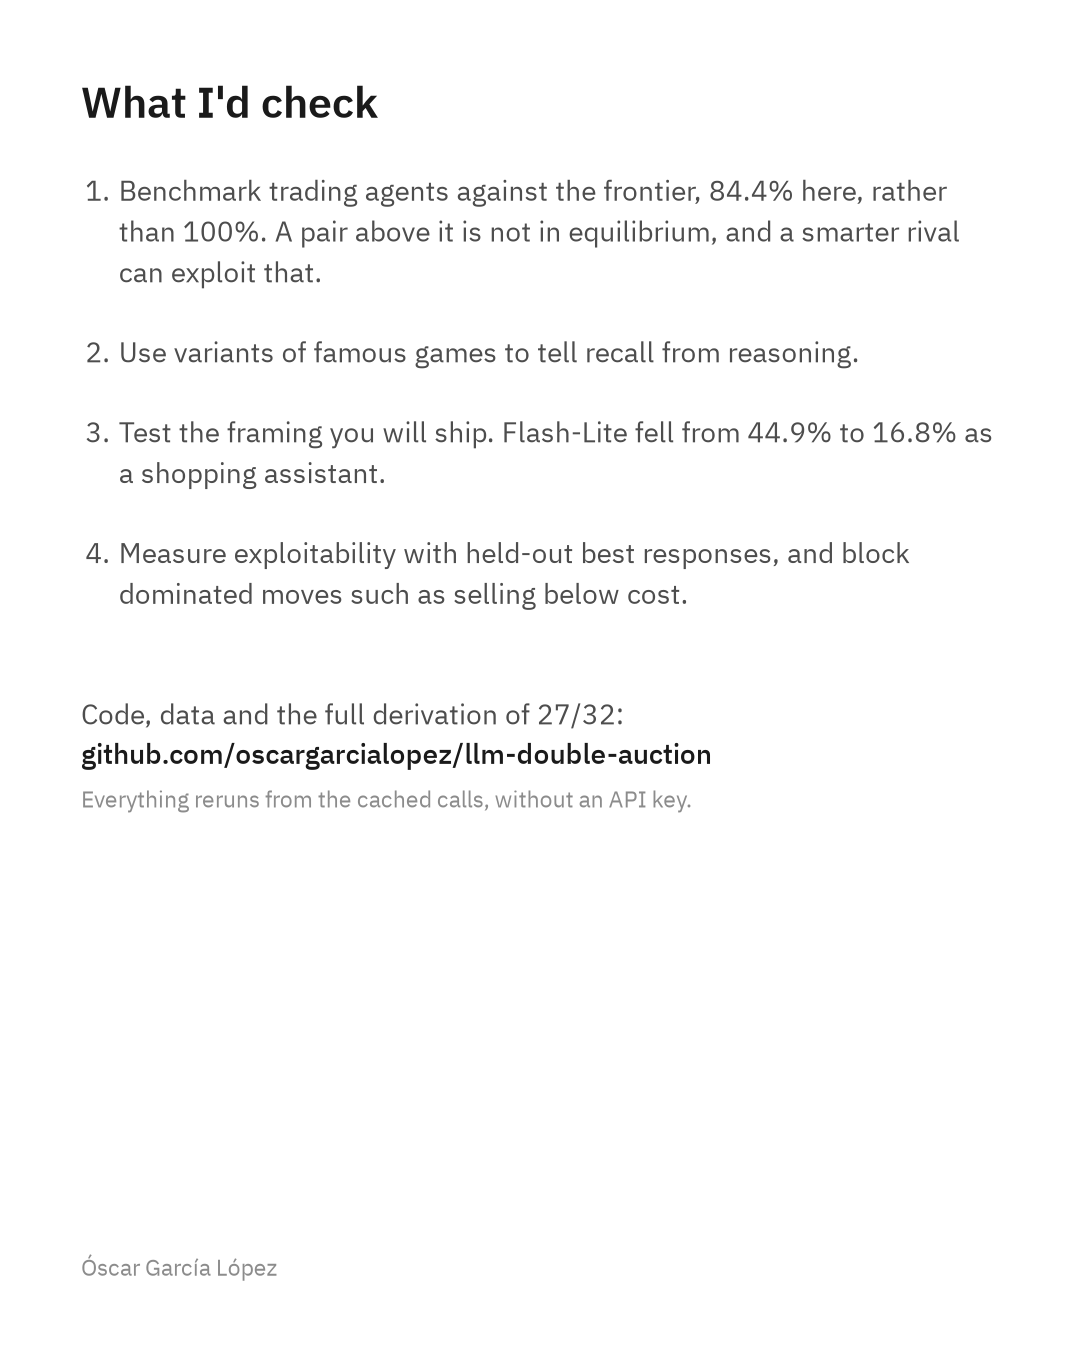 What I'd check
1. Benchmark trading agents against the frontier, 84.4% here, rather
than 100%. A pair above it is not in equilibrium, and a smarter rival
can exploit that.
2. Use variants of famous games to tell recall from reasoning.
3. Test the framing you will ship. Flash-Lite fell from 44.9% to 16.8% as
a shopping assistant.
4. Measure exploitability with held-out best responses, and block
dominated moves such as selling below cost.
Code, data and the full derivation of 27/32:
github.com/oscargarcialopez/llm-double-auction
Everything reruns from the cached calls, without an API key.
Óscar García López